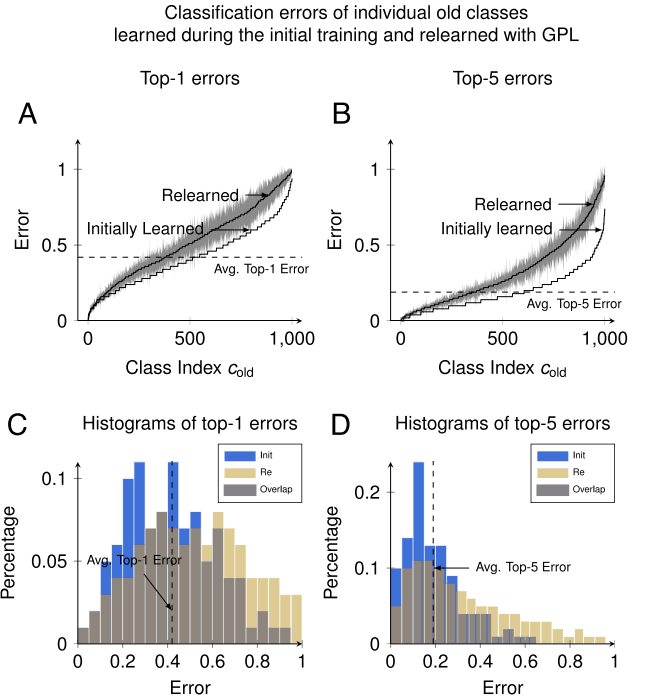 Classification errors of individual old classes
learned during the initial training and relearned with GPL
Top-1 errors
Top-5 errors
A
B
1
Relearned
Initially Learned
Error
0.5
Avg. Top-1 Error
0
0
500
1,000
Class Index c_old
1
Relearned
Initially learned
Error
0.5
Avg. Top-5 Error
0
0
500
1,000
Class Index c_old
C
Histograms of top-1 errors
D
Histograms of top-5 errors
Init
Re
Overlap
0.1
Percentage
0.05
Avg. Top-1 Error
0
0
0.2
0.4
0.6
0.8
1
Error
Init
Re
Overlap
0.2
Percentage
0.1
Avg. Top-5 Error
0
0
0.2
0.4
0.6
0.8
1
Error